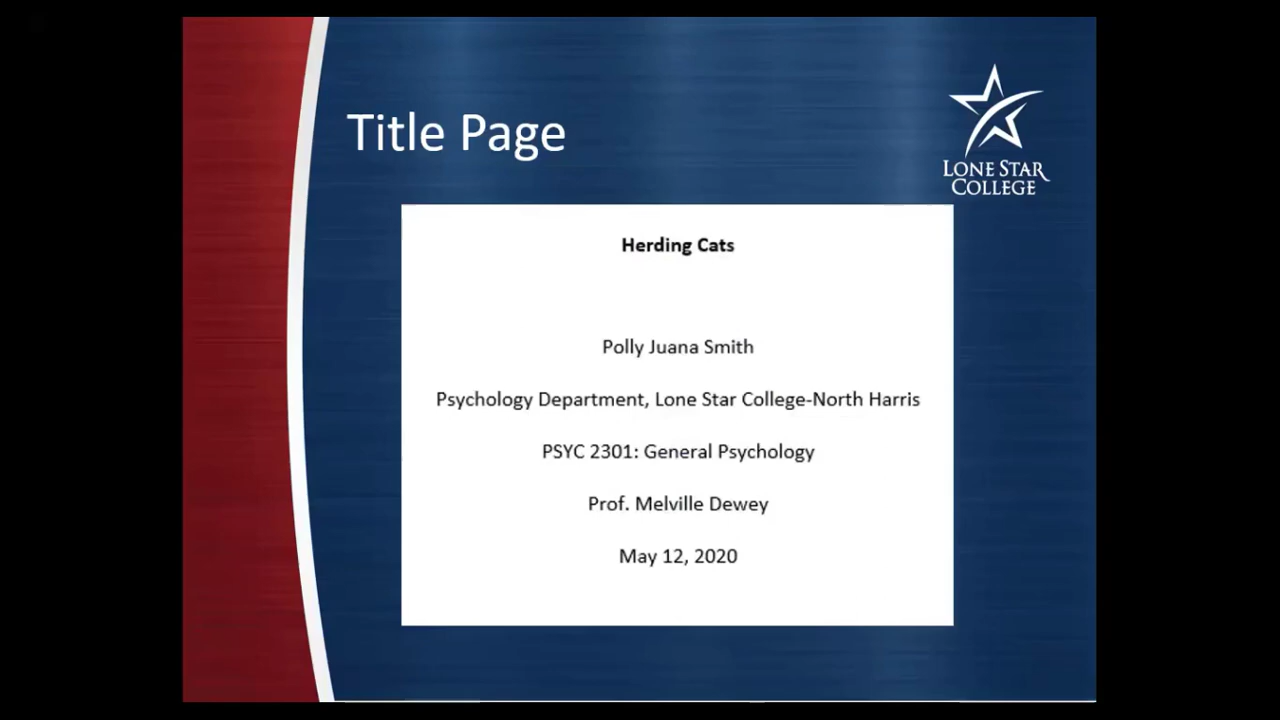 Title Page
LONE STAR
COLLEGE
Herding Cats
Polly Juana Smith
Psychology Department, Lone Star College-North Harris
PSYC 2301: General Psychology
Prof. Melville Dewey
May 12, 2020